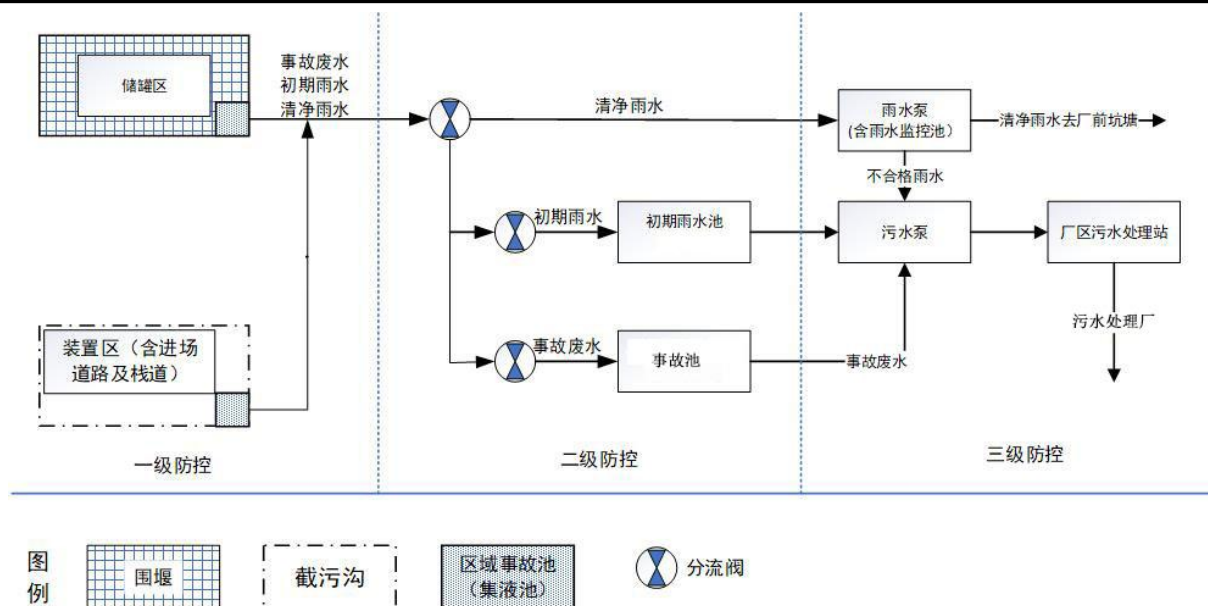 储罐区
事故废水
初期雨水
清净雨水
清净雨水
雨水泵
(含雨水监控池）
清净雨水去厂前坑塘
不合格雨水
初期雨水
初期雨水池
污水泵
厂区污水处理站
污水处理厂
装置区（含进场
道路及栈道）
事故废水
事故池
事故废水
一级防控
二级防控
三级防控
图
例
围堰
截污沟
区域事故池
（集液池）
分流阀